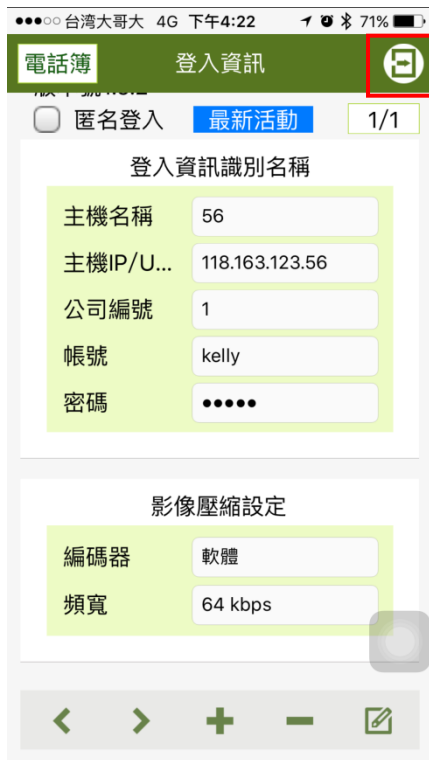 ●●●○○ 台湾大哥大 4G 下午4:22 71%
電話簿 登入資訊
匿名登入 最新活動 1/1
登入資訊識別名稱
主機名稱 56
主機IP/U... 118.163.123.56
公司編號 1
帳號 kelly
密碼 •••••
影像壓縮設定
編碼器 軟體
頻寬 64 kbps